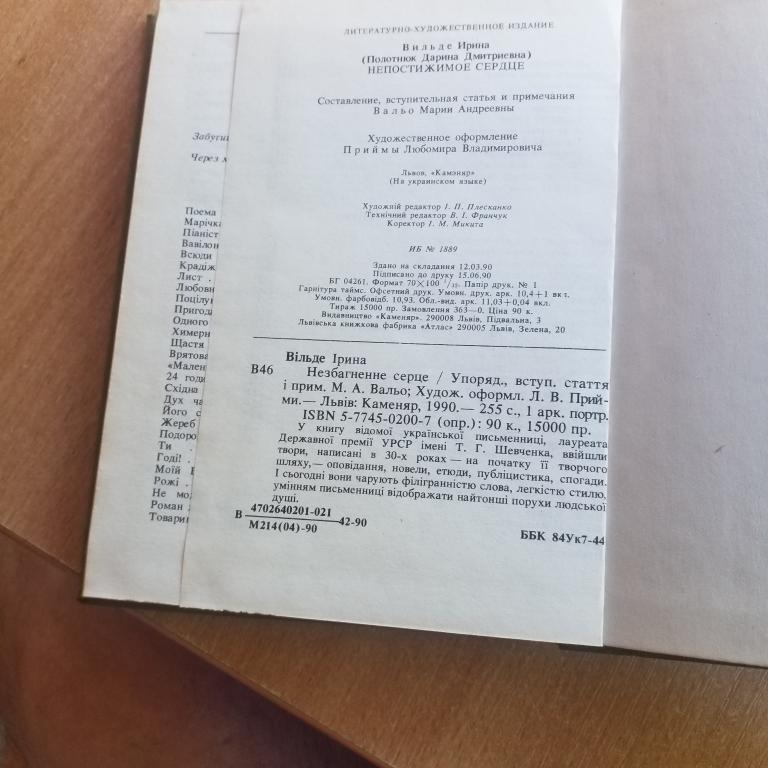 Забуги
Через м
Поема
Марічка
Піаніст
Вавілон
Всюди
Крадіж
Лист .
Любовн
Поцілу
Пригод
Одного
Химерн
Щастя
Врятова
«Мален
24 годи
Східна
Дух ча
Його с
Жереб
Подоро
Ти .
Годі! .
Моїй
Рожі .
Не мо
Роман
Товари
ЛИТЕРАТУРНО-ХУДОЖЕСТВЕННОЕ ИЗДАНИЕ
Вильде Ирина
(Полотнюк Дарина Дмитриевна)
НЕПОСТИЖИМОЕ СЕРДЦЕ
Составление, вступительная статья и примечания
Вальо Марии Андреевны
Художественное оформление
Приймы Любомира Владимировича
Львов, «Каменяр»
(На украинском языке)
Художній редактор І. П. Плесканко
Технічний редактор В. І. Франчук
Коректор І. М. Микита
ИБ № 1889
Здано на складання 12.03.90
Підписано до друку 15.06.90
БГ 04261. Формат 70×100 1/32. Папір друк. № 1
Гарнітура таймс. Офсетний друк. Умовн. друк. арк. 10,4+1 вкл.
Умовн. фарбовідб. 10,93. Обл.-вид. арк. 11,03+0,04 вкл.
Тираж 15000 пр. Замовлення 363—0. Ціна 90 к.
Видавництво «Каменяр». 290008 Львів, Підвальна, 3
Львівська книжкова фабрика «Атлас» 290005 Львів, Зелена, 20
Вільде Ірина
В46 Незбагненне серце / Упоряд., вступ. стаття
і прим. М. А. Вальо; Худож. оформл. Л. В. Прий-
ми.— Львів: Каменяр, 1990.— 255 с., 1 арк. портр.
ISBN 5-7745-0200-7 (опр.): 90 к., 15000 пр.
У книгу відомої української письменниці, лауреата
Державної премії УРСР імені Т. Г. Шевченка, ввійшли
твори, написані в 30-х роках — на початку її творчого
шляху,— оповідання, новели, етюди, публіцистика, спогади.
І сьогодні вони чарують філігранністю слова, легкістю стилю,
умінням письменниці відображати найтонші порухи людської
душі.
В 4702640201-021 42-90
М214(04)-90
ББК 84Ук7-44